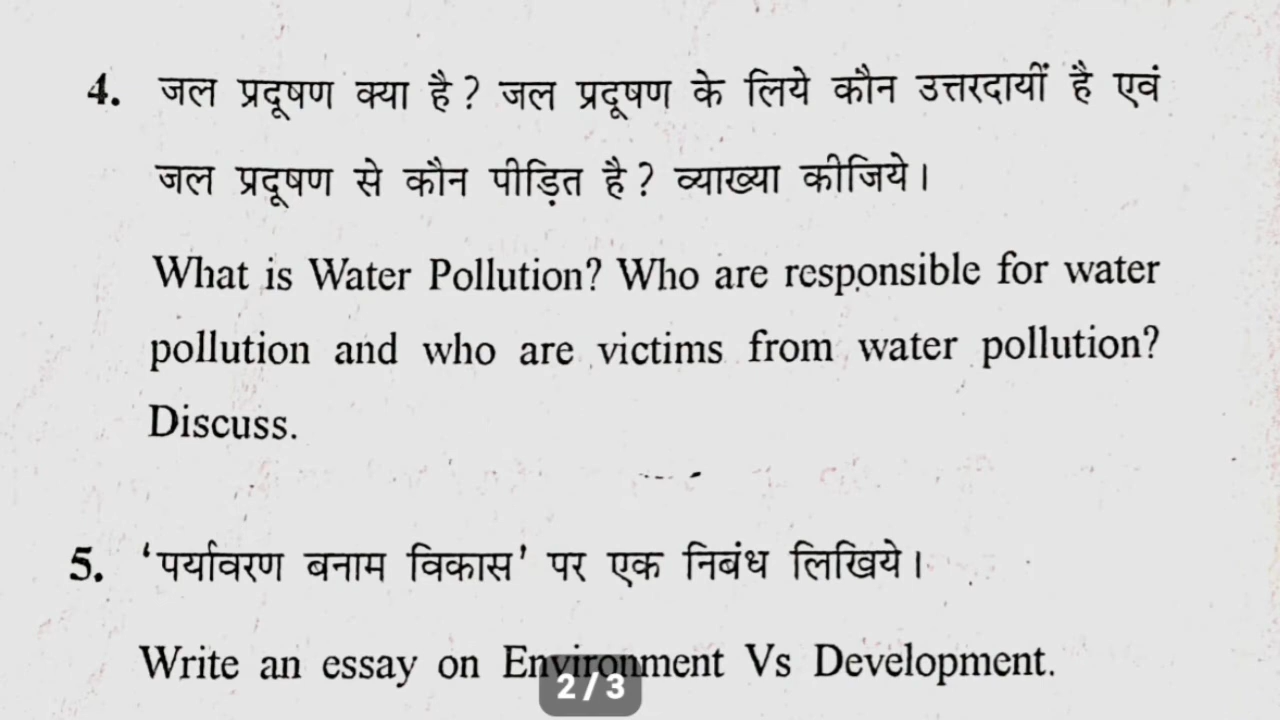 4. जल प्रदूषण क्या है? जल प्रदूषण के लिये कौन उत्तरदायीं है एवं
जल प्रदूषण से कौन पीड़ित है? व्याख्या कीजिये।
What is Water Pollution? Who are responsible for water
pollution and who are victims from water pollution?
Discuss.
5. 'पर्यावरण बनाम विकास' पर एक निबंध लिखिये।
Write an essay on Environment Vs Development.
2/3